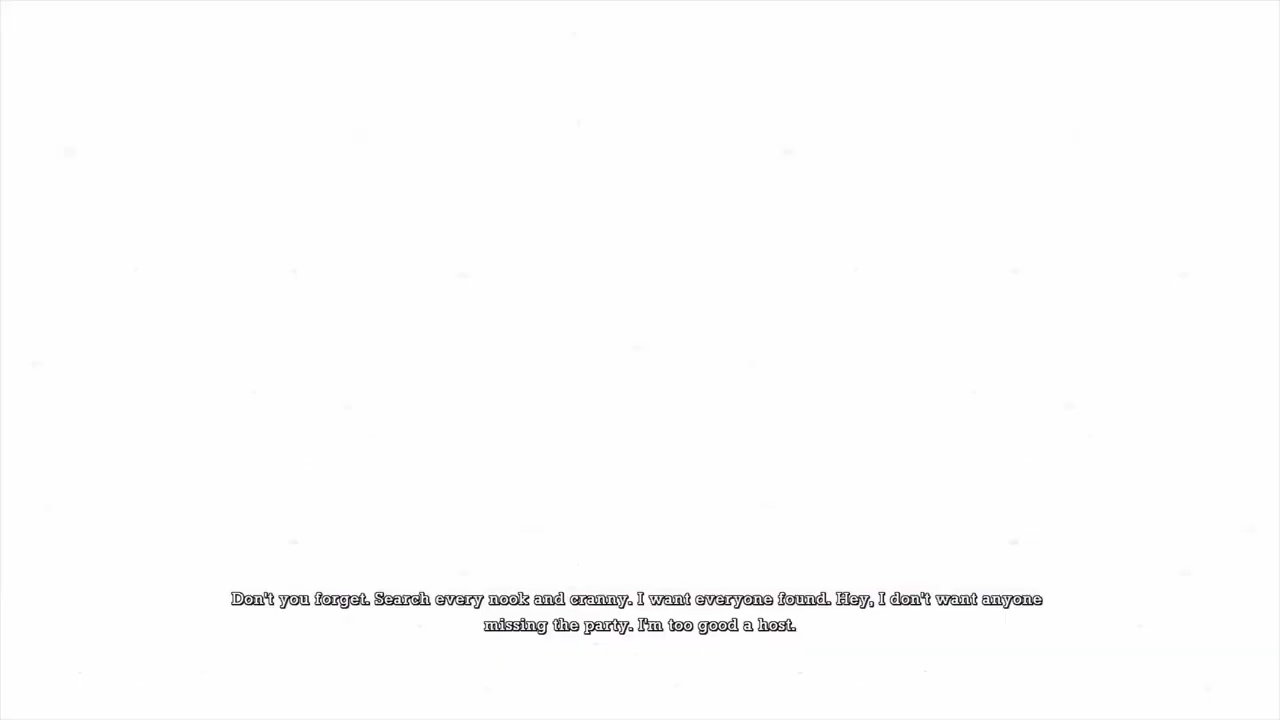 Don't you forget. Search every nook and cranny. I want everyone found. Hey, I don't want anyone
missing the party. I'm too good a host.